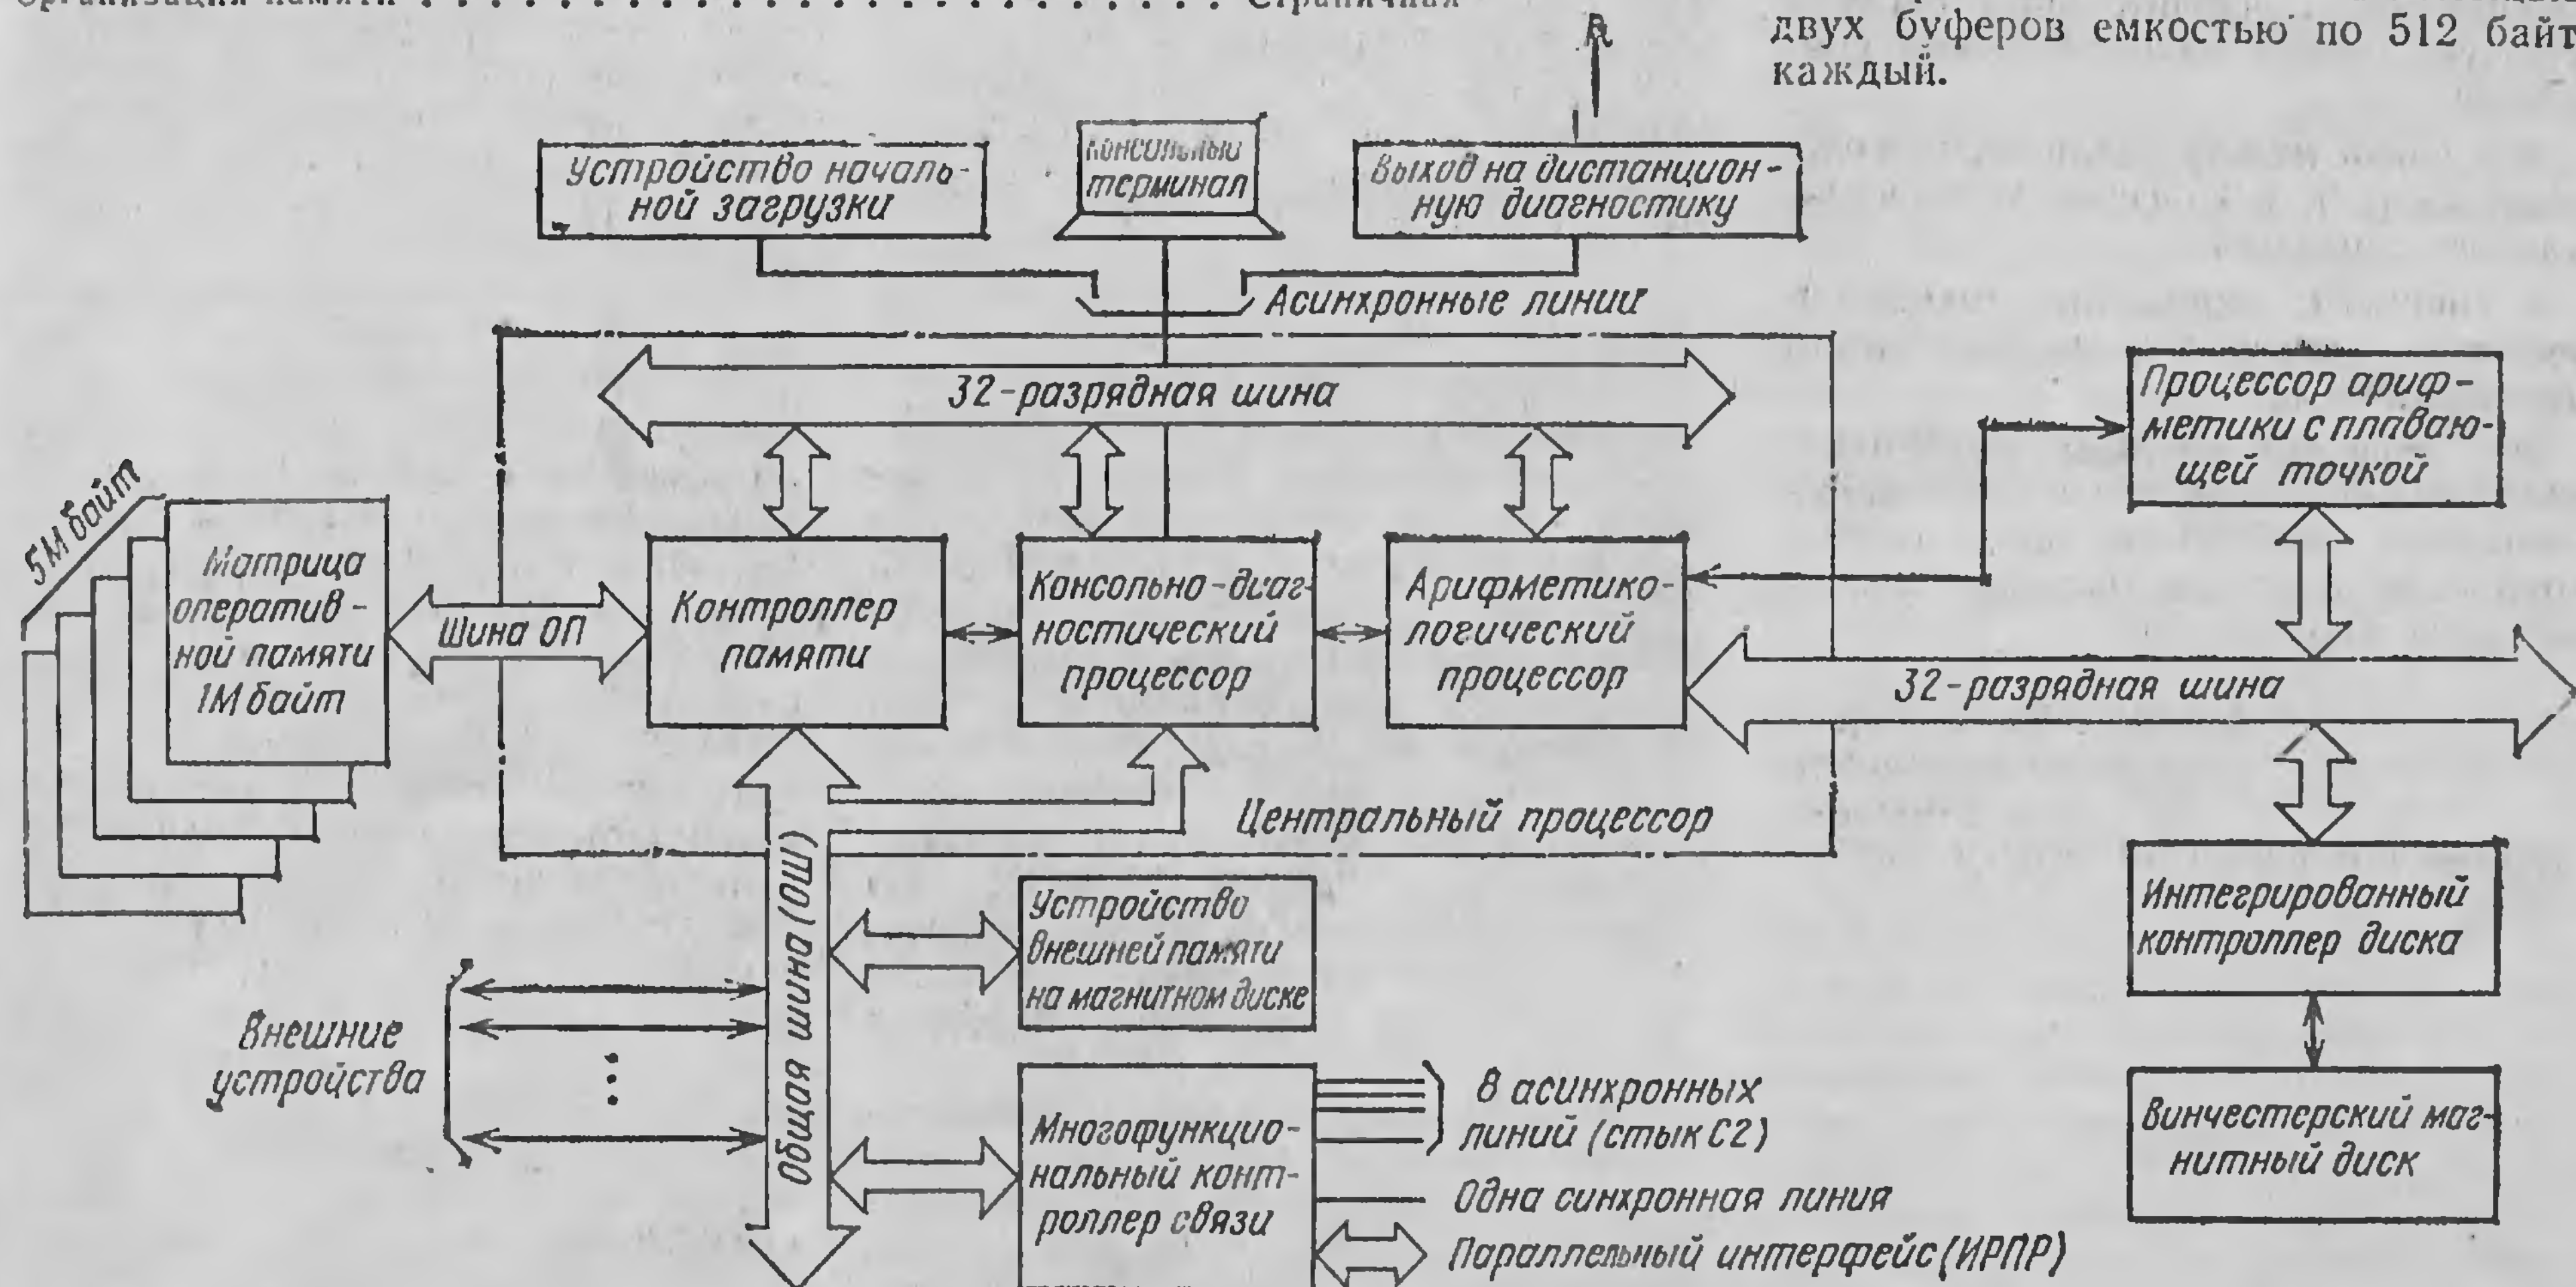 Организация памяти . . . . . . . . . . . . . . . . . . . . . . . . Страничная
двух буферов емкостью по 512 байт
каждый.
Устройство началь-
ной загрузки
Консольный
терминал
Выход на дистанцион-
ную диагностику
Асинхронные линии
32-разрядная шина
Процессор ариф-
метики с плаваю-
щей точкой
5М байт
Матрица
оператив-
ной памяти
1М байт
Шина ОП
Контроллер
памяти
Консольно-диаг-
ностический
процессор
Арифметико-
логический
процессор
32-разрядная шина
Центральный процессор
Общая шина (ОШ)
Устройство
внешней памяти
на магнитном диске
Интегрированный
контроллер диска
Внешние
устройства
Многофункцио-
нальный конт-
роллер связи
8 асинхронных
линий (стык С2)
Одна синхронная линия
Параллельный интерфейс (ИРПР)
Винчестерский маг-
нитный диск